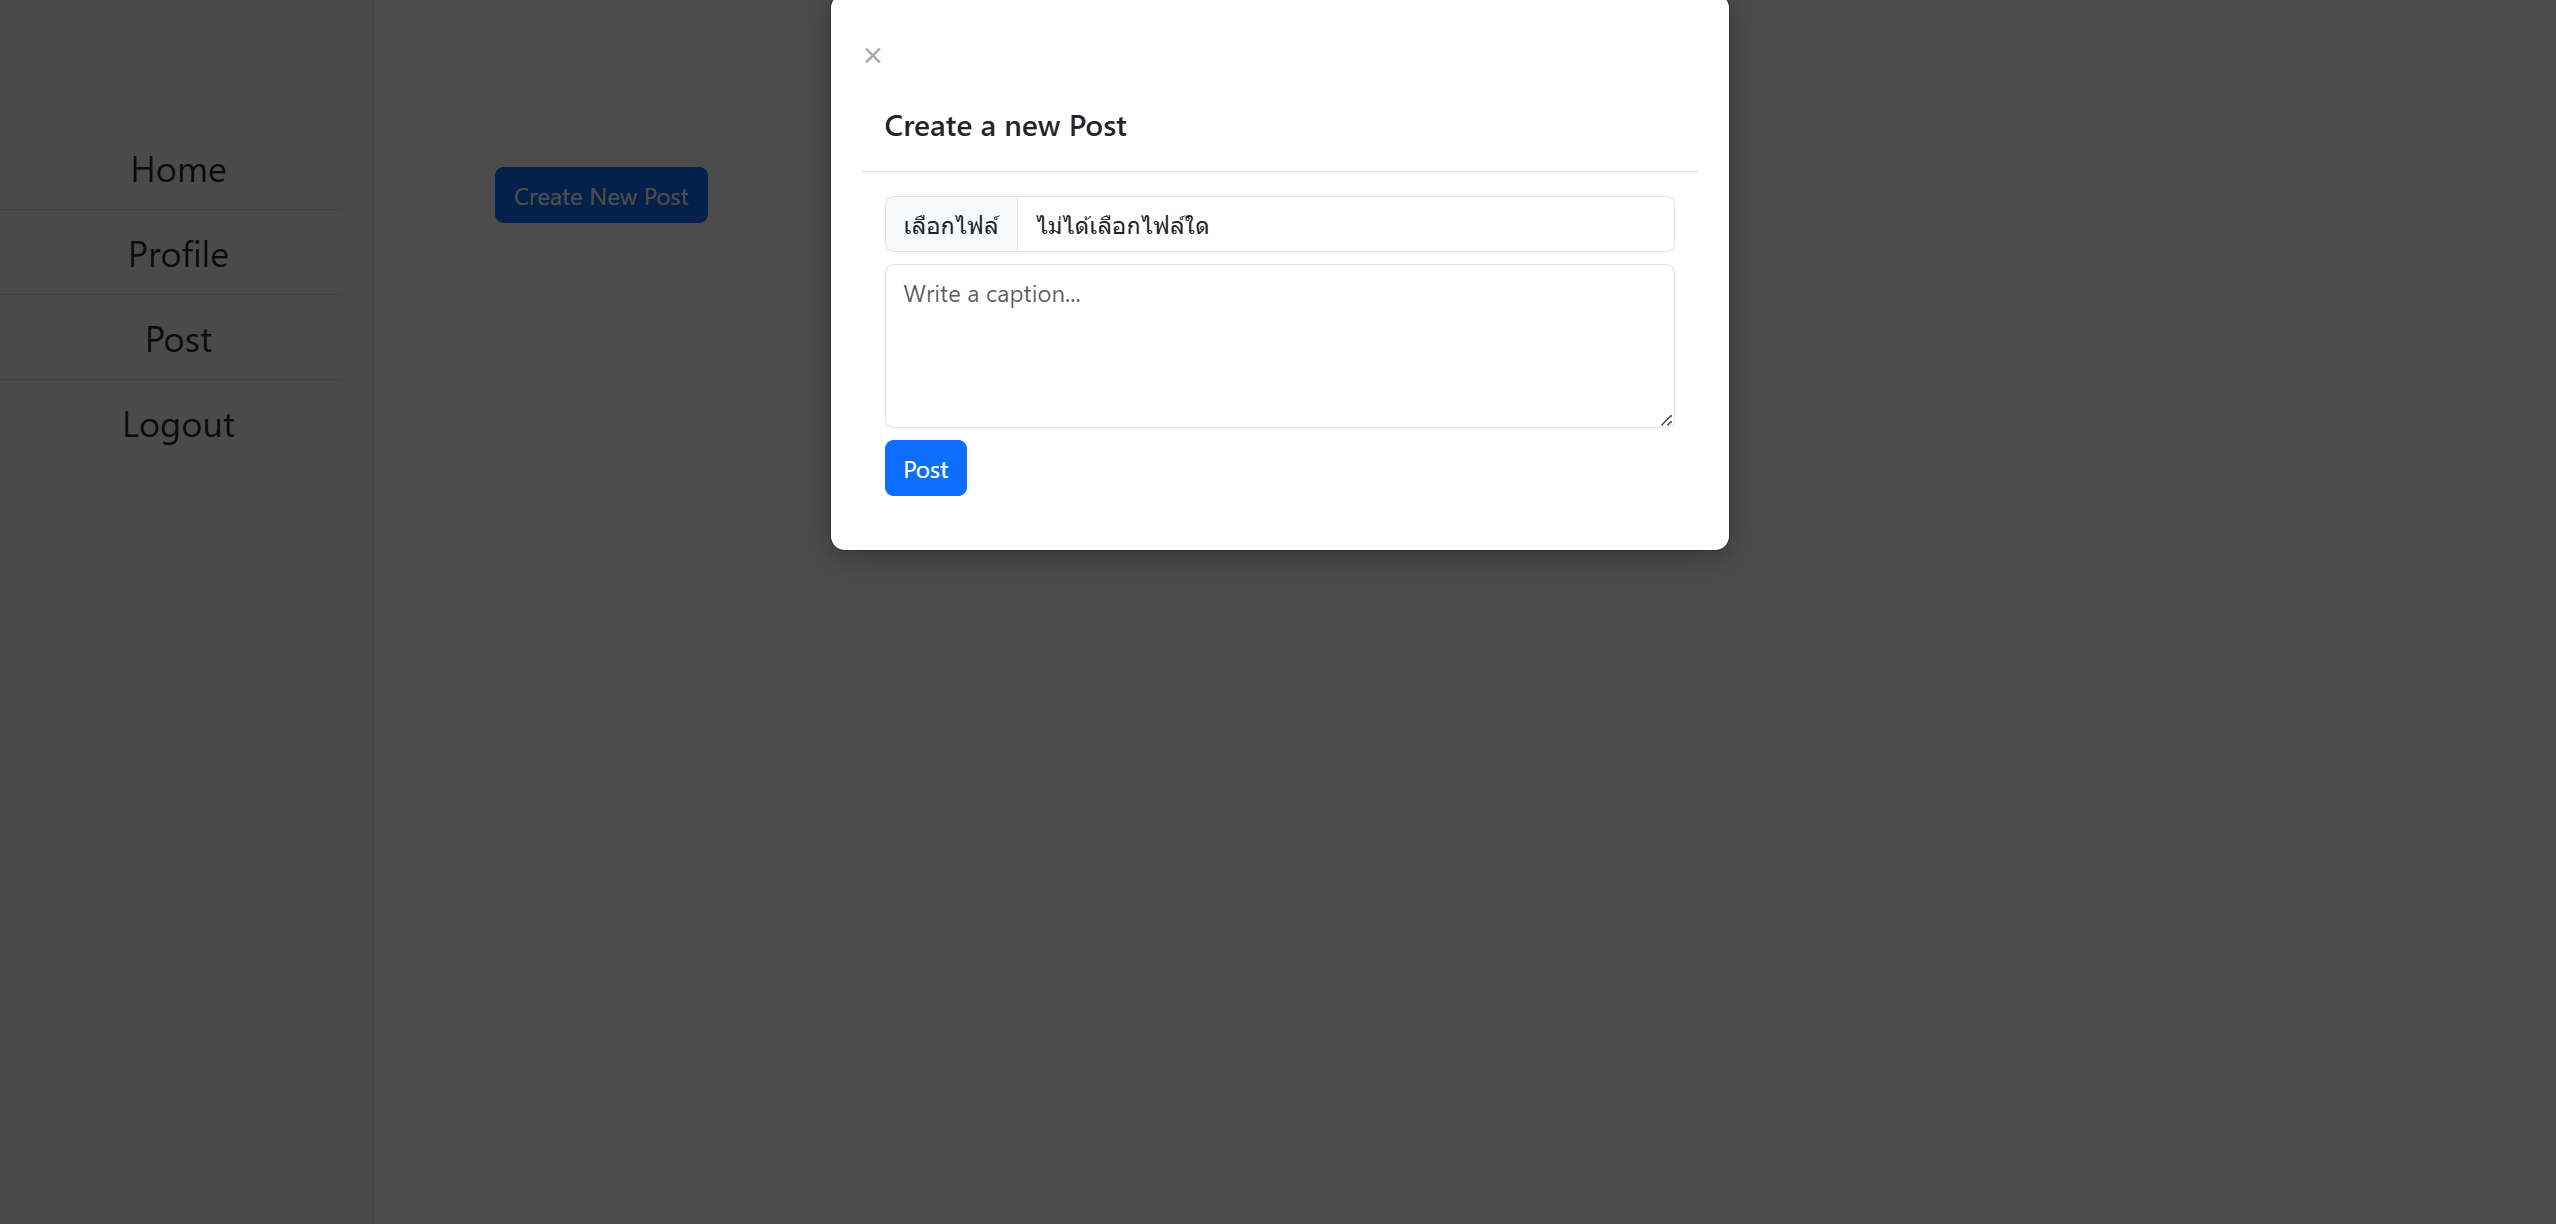 Home
Profile
Post
Logout
Create New Post
×
Create a new Post
เลือกไฟล์ ไม่ได้เลือกไฟล์ใด
Write a caption...
Post